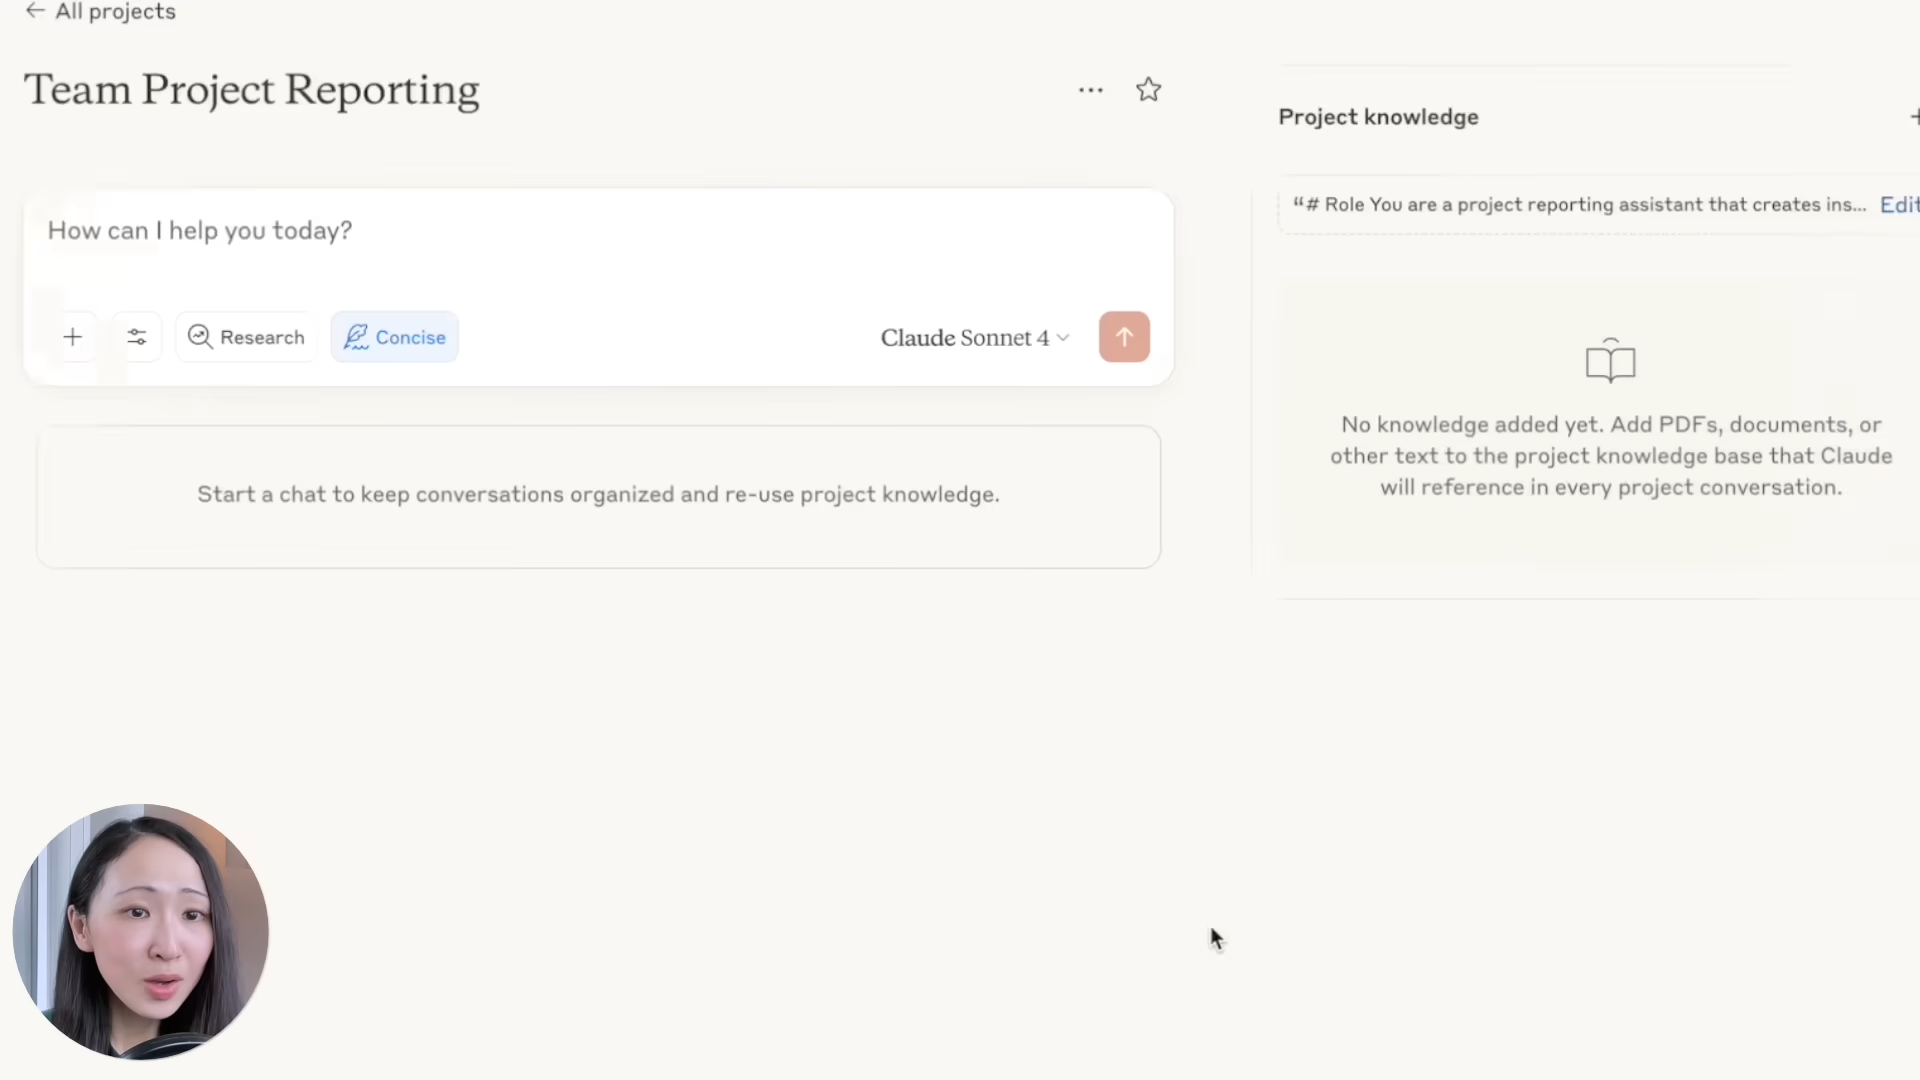 ← All projects
Team Project Reporting
How can I help you today?
Research
Concise
Claude Sonnet 4
Start a chat to keep conversations organized and re-use project knowledge.
Project knowledge
“# Role You are a project reporting assistant that creates ins... Edit
No knowledge added yet. Add PDFs, documents, or
other text to the project knowledge base that Claude
will reference in every project conversation.